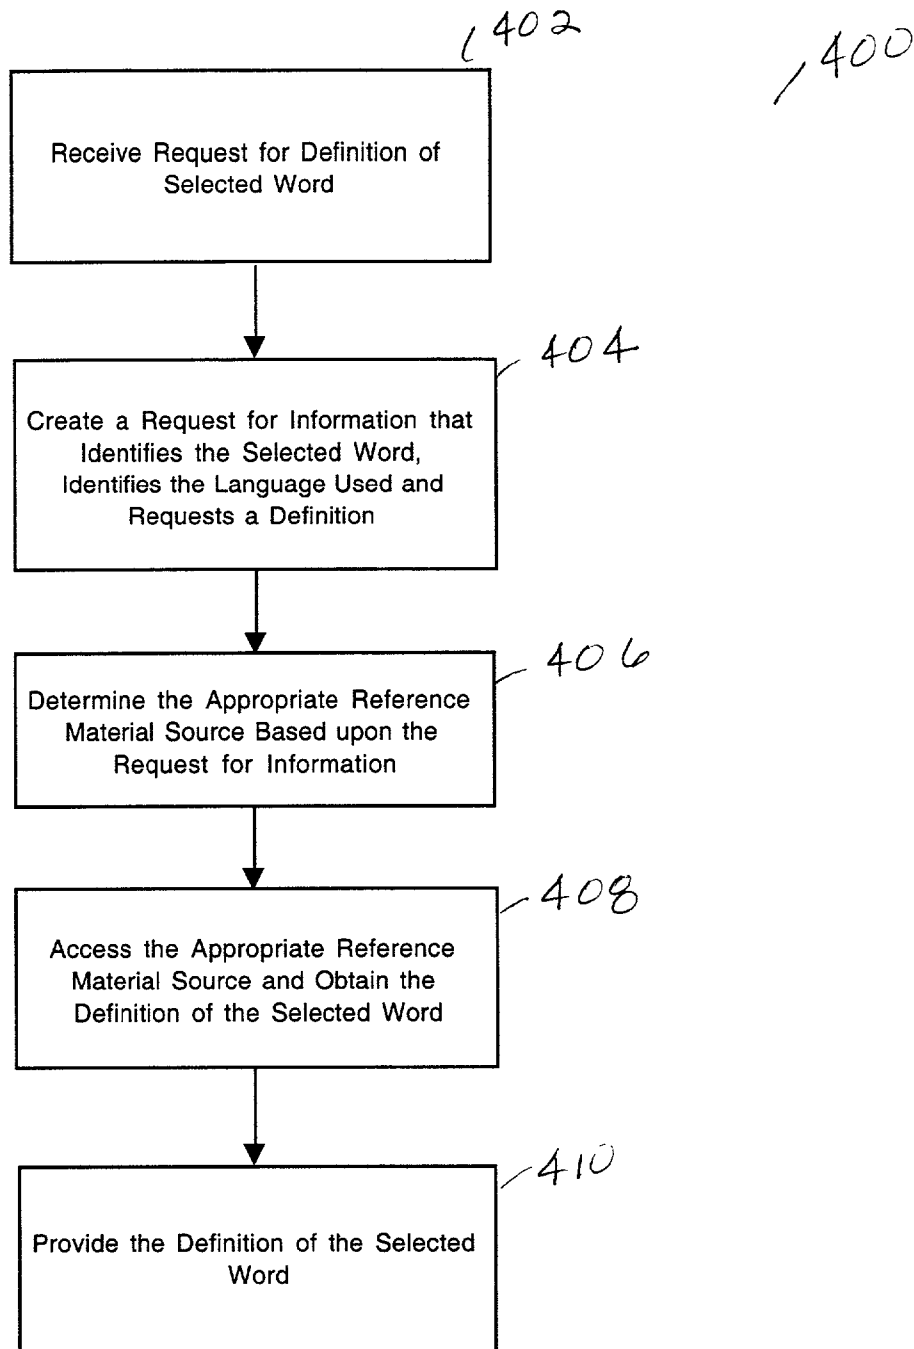 402
400
Receive Request for Definition of
Selected Word
404
Create a Request for Information that
Identifies the Selected Word,
Identifies the Language Used and
Requests a Definition
406
Determine the Appropriate Reference
Material Source Based upon the
Request for Information
408
Access the Appropriate Reference
Material Source and Obtain the
Definition of the Selected Word
410
Provide the Definition of the Selected
Word